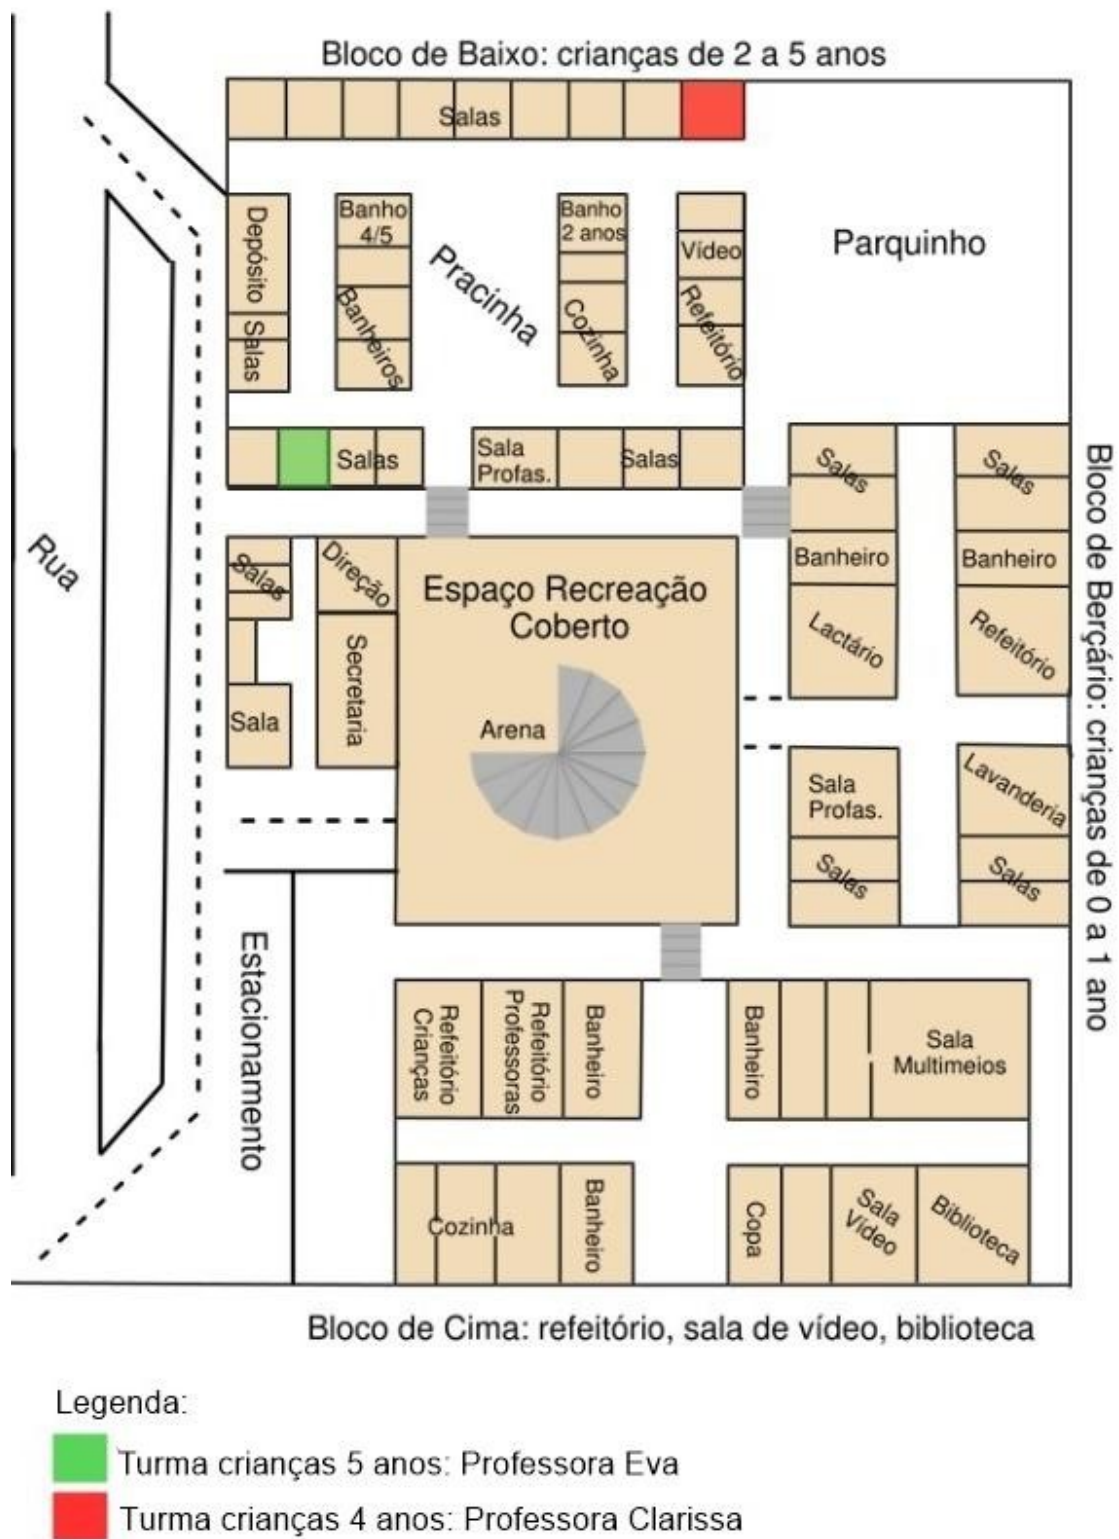 Bloco de Baixo: crianças de 2 a 5 anos
Salas
Depósito
Salas
Banho
4/5
Banheiros
Pracinha
Banho
2 anos
Cozinha
Vídeo
Refeitório
Parquinho
Salas
Sala
Profas.
Salas
Rua
Salas
Sala
Direção
Secretaria
Espaço Recreação
Coberto
Arena
Salas
Banheiro
Lactário
Salas
Banheiro
Refeitório
Sala
Profas.
Salas
Lavanderia
Salas
Bloco de Berçário: crianças de 0 a 1 ano
Estacionamento
Refeitório
Crianças
Refeitório
Professoras
Banheiro
Banheiro
Sala
Multimeios
Cozinha
Banheiro
Copa
Sala
Vídeo
Biblioteca
Bloco de Cima: refeitório, sala de vídeo, biblioteca
Legenda:
Turma crianças 5 anos: Professora Eva
Turma crianças 4 anos: Professora Clarissa